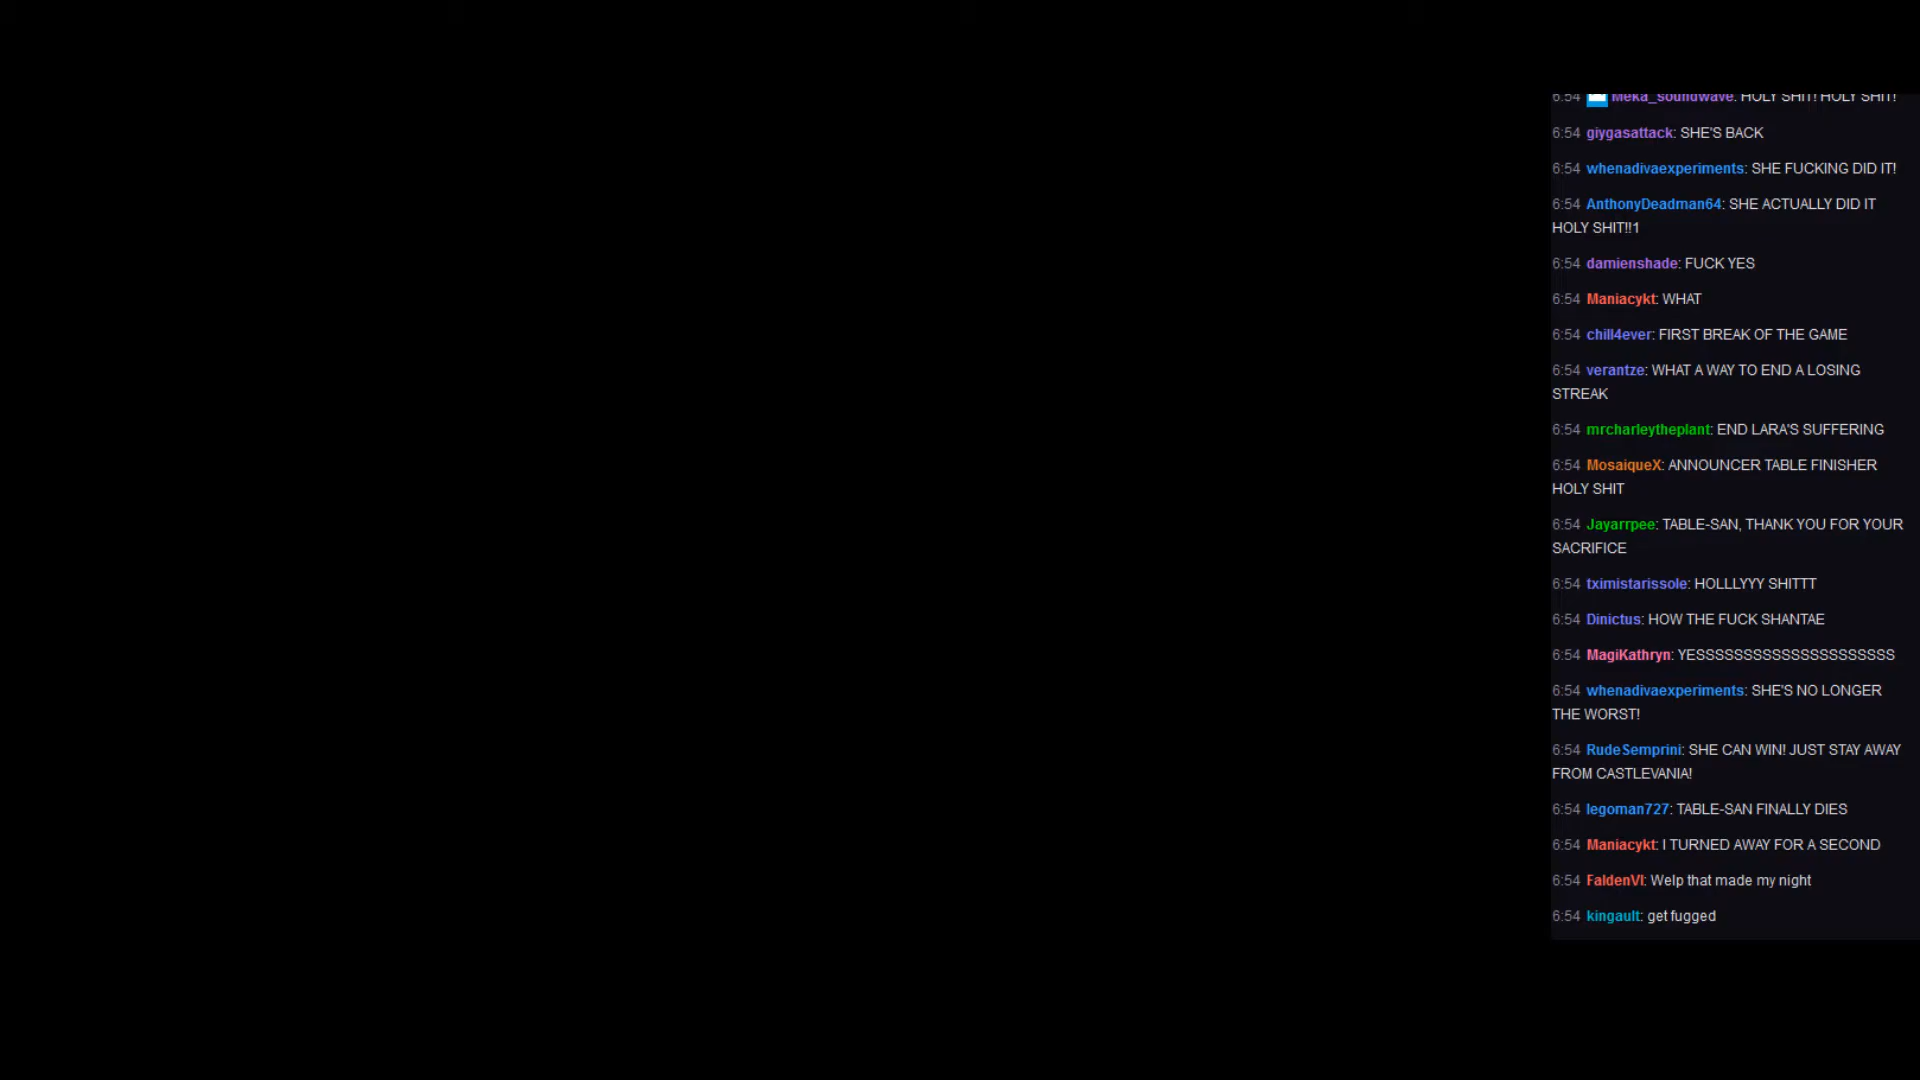 6:54 Meka_soundwave: HOLY SHIT! HOLY SHIT!
6:54 giygasattack: SHE'S BACK
6:54 whenadivaexperiments: SHE FUCKING DID IT!
6:54 AnthonyDeadman64: SHE ACTUALLY DID IT
HOLY SHIT!!1
6:54 damienshade: FUCK YES
6:54 Maniacykt: WHAT
6:54 chill4ever: FIRST BREAK OF THE GAME
6:54 verantze: WHAT A WAY TO END A LOSING
STREAK
6:54 mrcharleytheplant: END LARA'S SUFFERING
6:54 MosaiqueX: ANNOUNCER TABLE FINISHER
HOLY SHIT
6:54 Jayarrpee: TABLE-SAN, THANK YOU FOR YOUR
SACRIFICE
6:54 tximistarissole: HOLLLYYY SHITTT
6:54 Dinictus: HOW THE FUCK SHANTAE
6:54 MagiKathryn: YESSSSSSSSSSSSSSSSSSSSS
6:54 whenadivaexperiments: SHE'S NO LONGER
THE WORST!
6:54 RudeSemprini: SHE CAN WIN! JUST STAY AWAY
FROM CASTLEVANIA!
6:54 legoman727: TABLE-SAN FINALLY DIES
6:54 Maniacykt: I TURNED AWAY FOR A SECOND
6:54 FaldenVI: Welp that made my night
6:54 kingault: get fugged